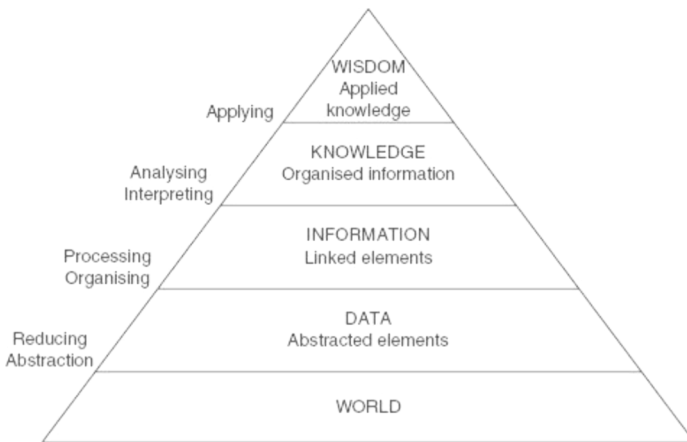 WISDOM
Applied
knowledge
Applying
KNOWLEDGE
Organised information
Analysing
Interpreting
INFORMATION
Linked elements
Processing
Organising
DATA
Abstracted elements
Reducing
Abstraction
WORLD